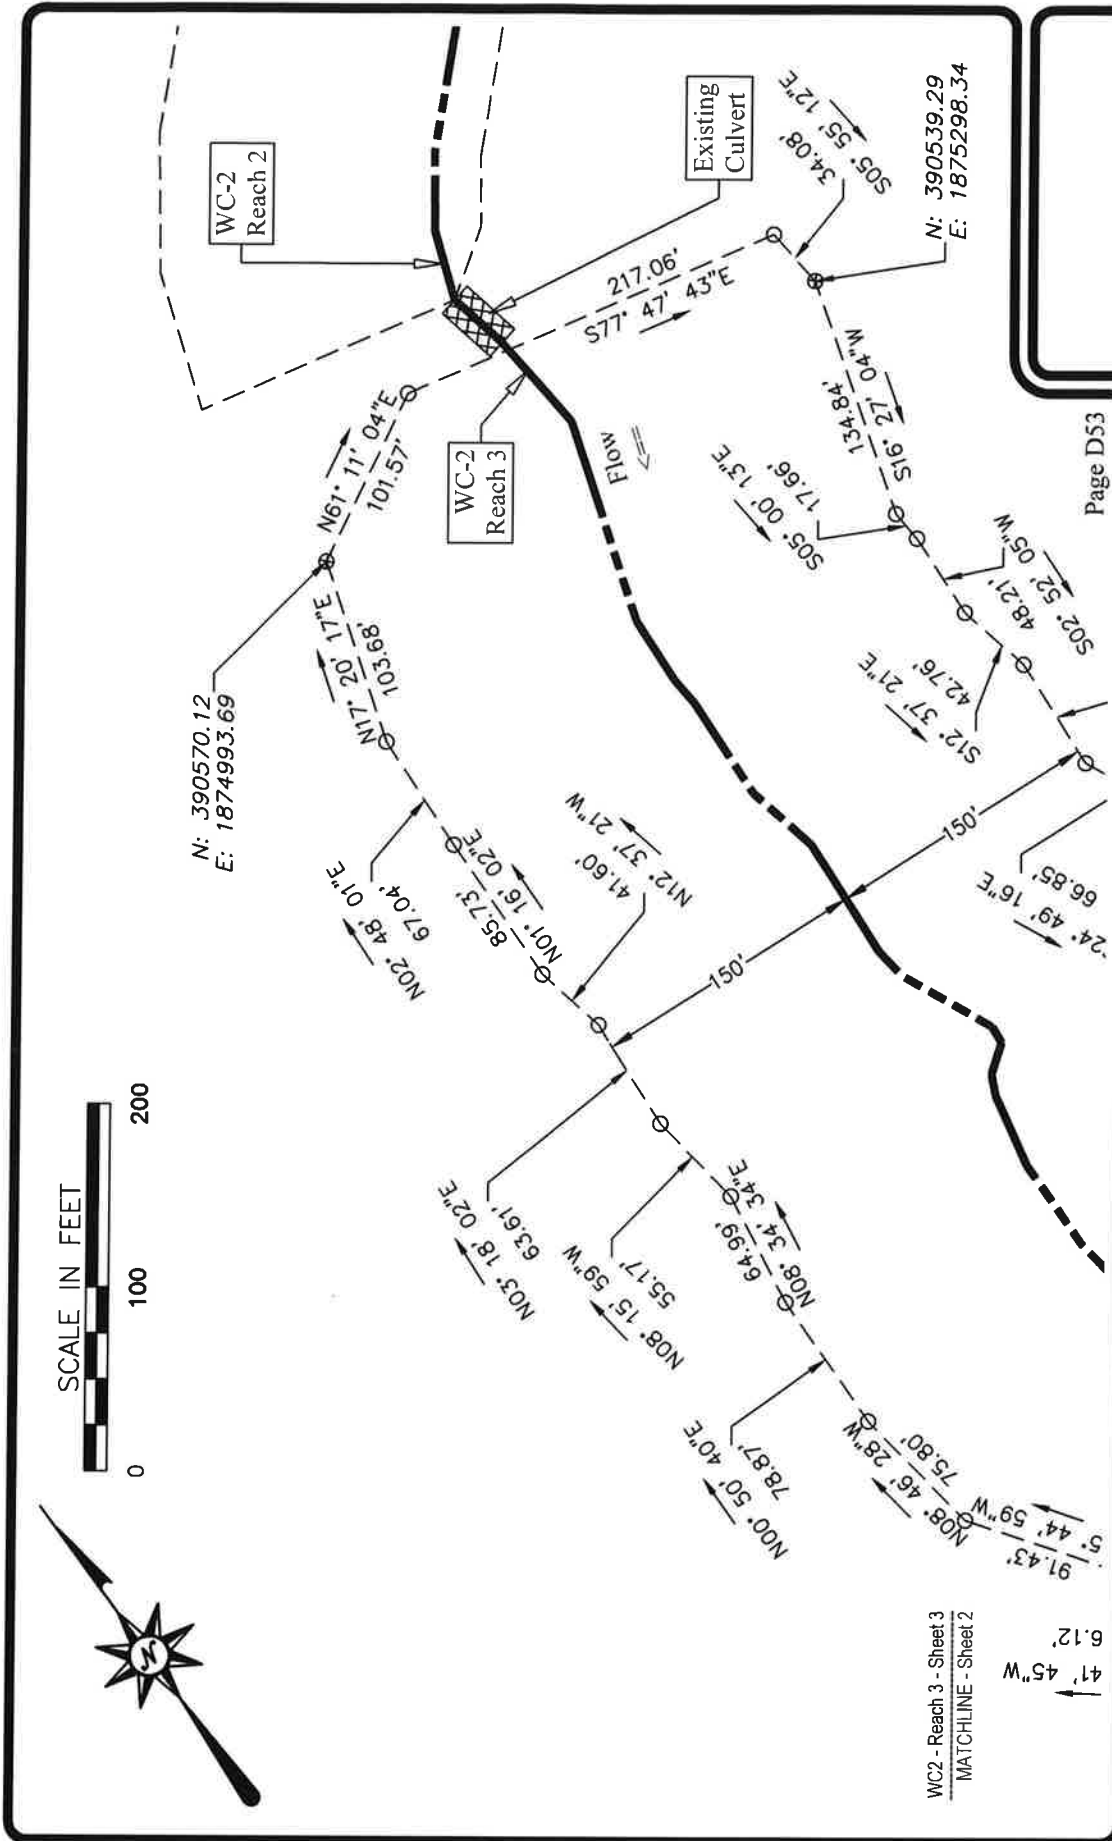 SCALE IN FEET
0
100
200
N
WC-2
Reach 2
Existing
Culvert
WC-2
Reach 3
Flow
N: 390570.12
E: 1874993.69
N: 390539.29
E: 1875298.34
N61° 11' 04"E
101.57'
217.06'
S77° 47' 43"E
34.08'
S05° 55' 12"E
134.84'
S16° 27' 04"W
S05° 00' 13"E
17.66'
48.21'
S02° 52' 05"W
S12° 37' 21"E
42.76'
24° 49' 16"E
66.85'
150'
150'
N17° 20' 17"E
103.68'
N02° 48' 01"E
67.04'
85.73'
N01° 16' 02"E
41.60'
N12° 37' 21"W
N03° 18' 02"E
63.61'
N08° 15' 59"W
55.17'
64.99'
N08° 34' 34"E
N00° 50' 40"E
78.87'
N08° 46' 28"W
75.80'
5° 44' 59"W
91.43'
41' 45"W
6.12'
WC2 - Reach 3 - Sheet 3
MATCHLINE - Sheet 2
Page D53